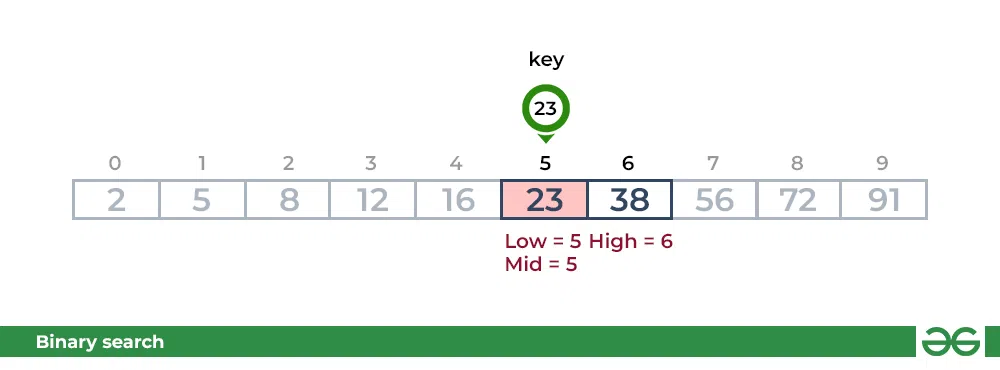 key
23
0 1 2 3 4 5 6 7 8 9
2 5 8 12 16 23 38 56 72 91
Low = 5 High = 6
Mid = 5
Binary search